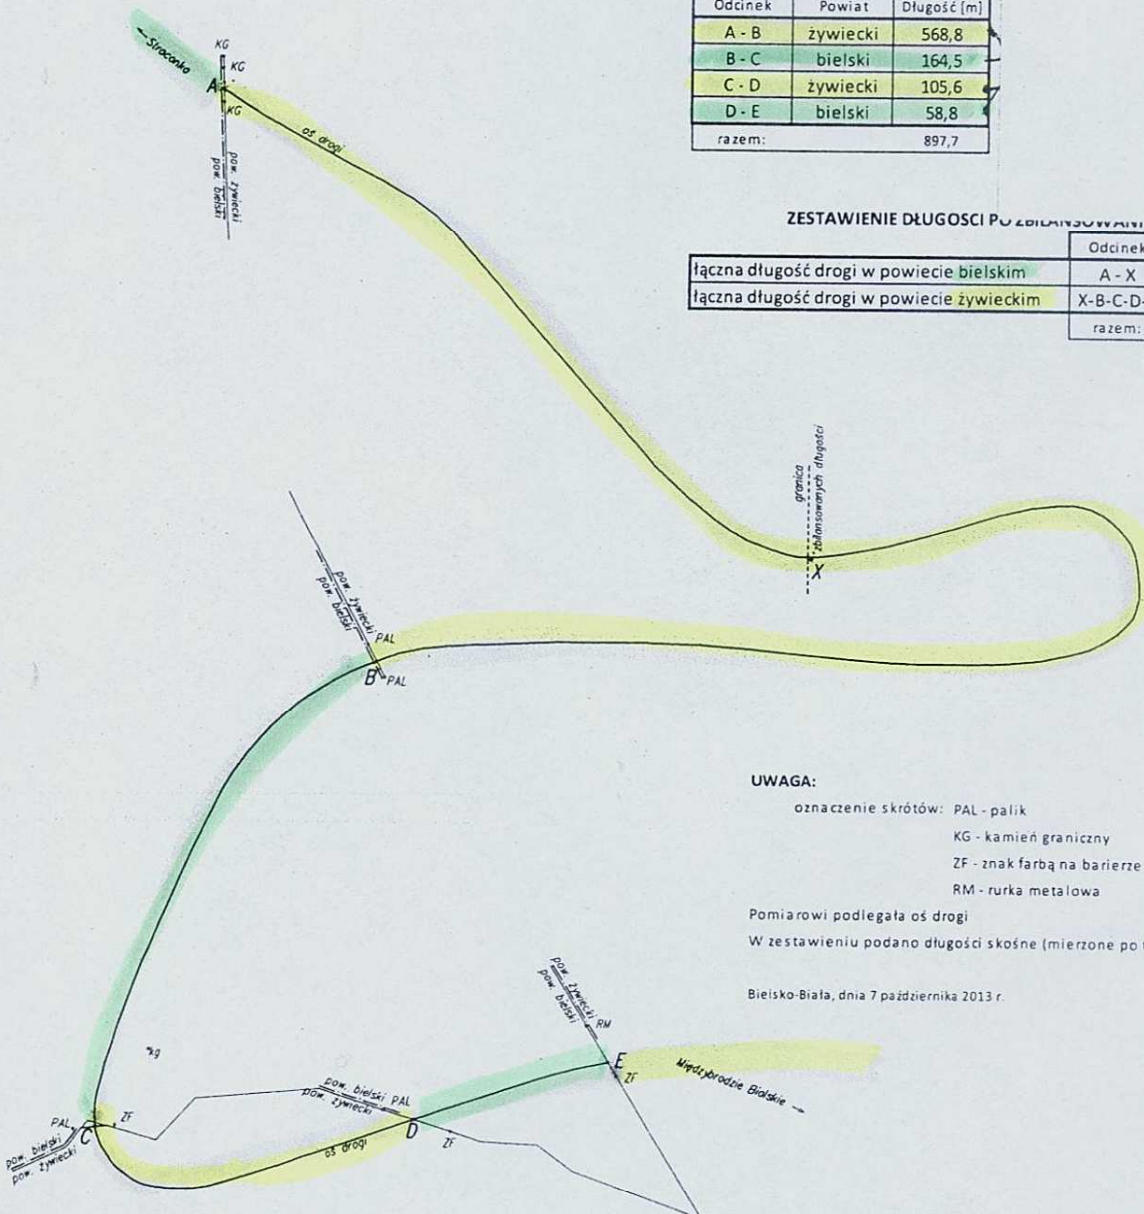 Odcinek Powiat Długość [m]
A - B żywiecki 568,8
B - C bielski 164,5
C - D żywiecki 105,6
D - E bielski 58,8
razem: 897,7
ZESTAWIENIE DŁUGOSCI PO
Odcinek
łączna długość drogi w powiecie bielskim A - X
łączna długość drogi w powiecie żywieckim X-B-C-D-
razem:
← Straconka
KG
KG
A
KG
oś drogi
pow. żywiecki
pow. bielski
granica
zbilansowanych długości
X
pow. żywiecki
pow. bielski
PAL
B
PAL
UWAGA:
oznaczenie skrótów: PAL - palik
KG - kamień graniczny
ZF - znak farbą na barierze
RM - rurka metalowa
Pomiarowi podlegała oś drogi
W zestawieniu podano długości skośne (mierzone po
Bielsko-Biała, dnia 7 października 2013 r.
pow. żywiecki
pow. bielski
RM
E
ZF
Międzybrodzie Bialskie →
kg
pow. bielski PAL
pow. żywiecki
D
ZF
PAL
ZF
C
pow. bielski
pow. żywiecki
oś drogi